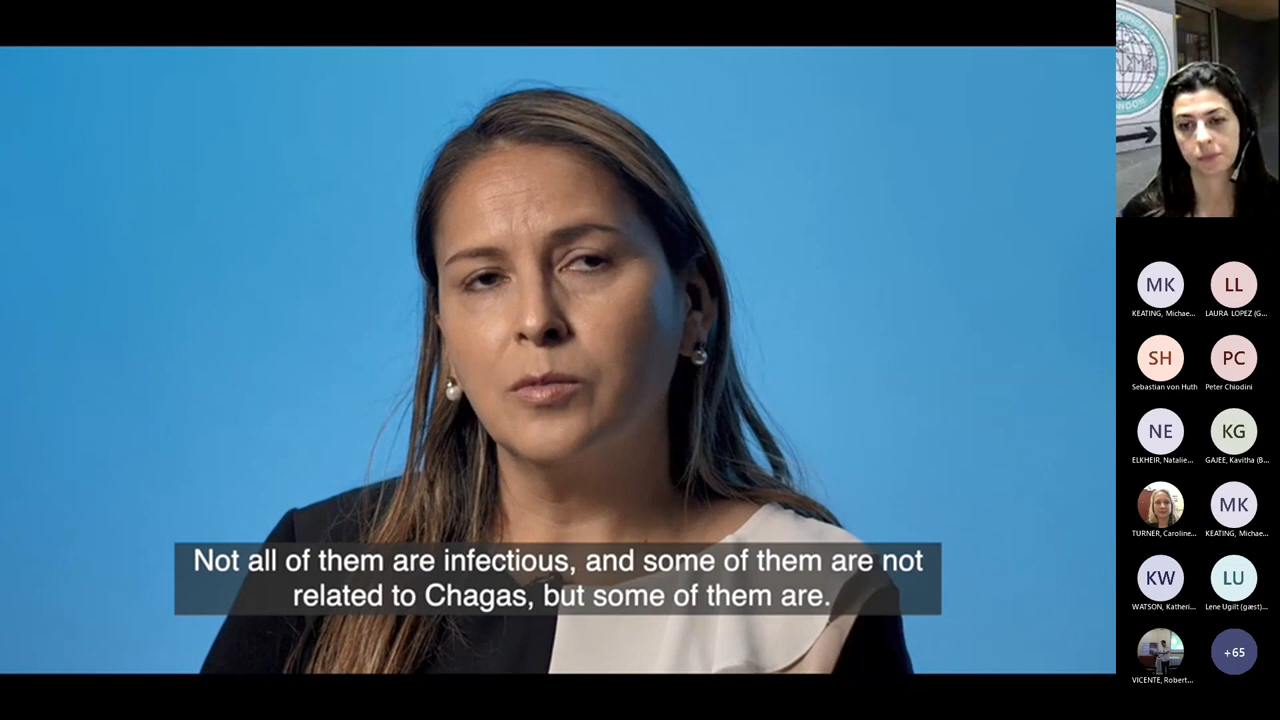 Not all of them are infectious, and some of them are not
related to Chagas, but some of them are.
MK
LL
KEATING, Michae...
LAURA LOPEZ (G...
SH
PC
Sebastian von Huth
Peter Chiodini
NE
KG
ELKHEIR, Natalie...
GAJEE, Kavitha (B...
MK
TURNER, Caroline...
KEATING, Michae...
KW
LU
WATSON, Katheri...
Lene Ugilt (gæst)...
+65
VICENTE, Robert...